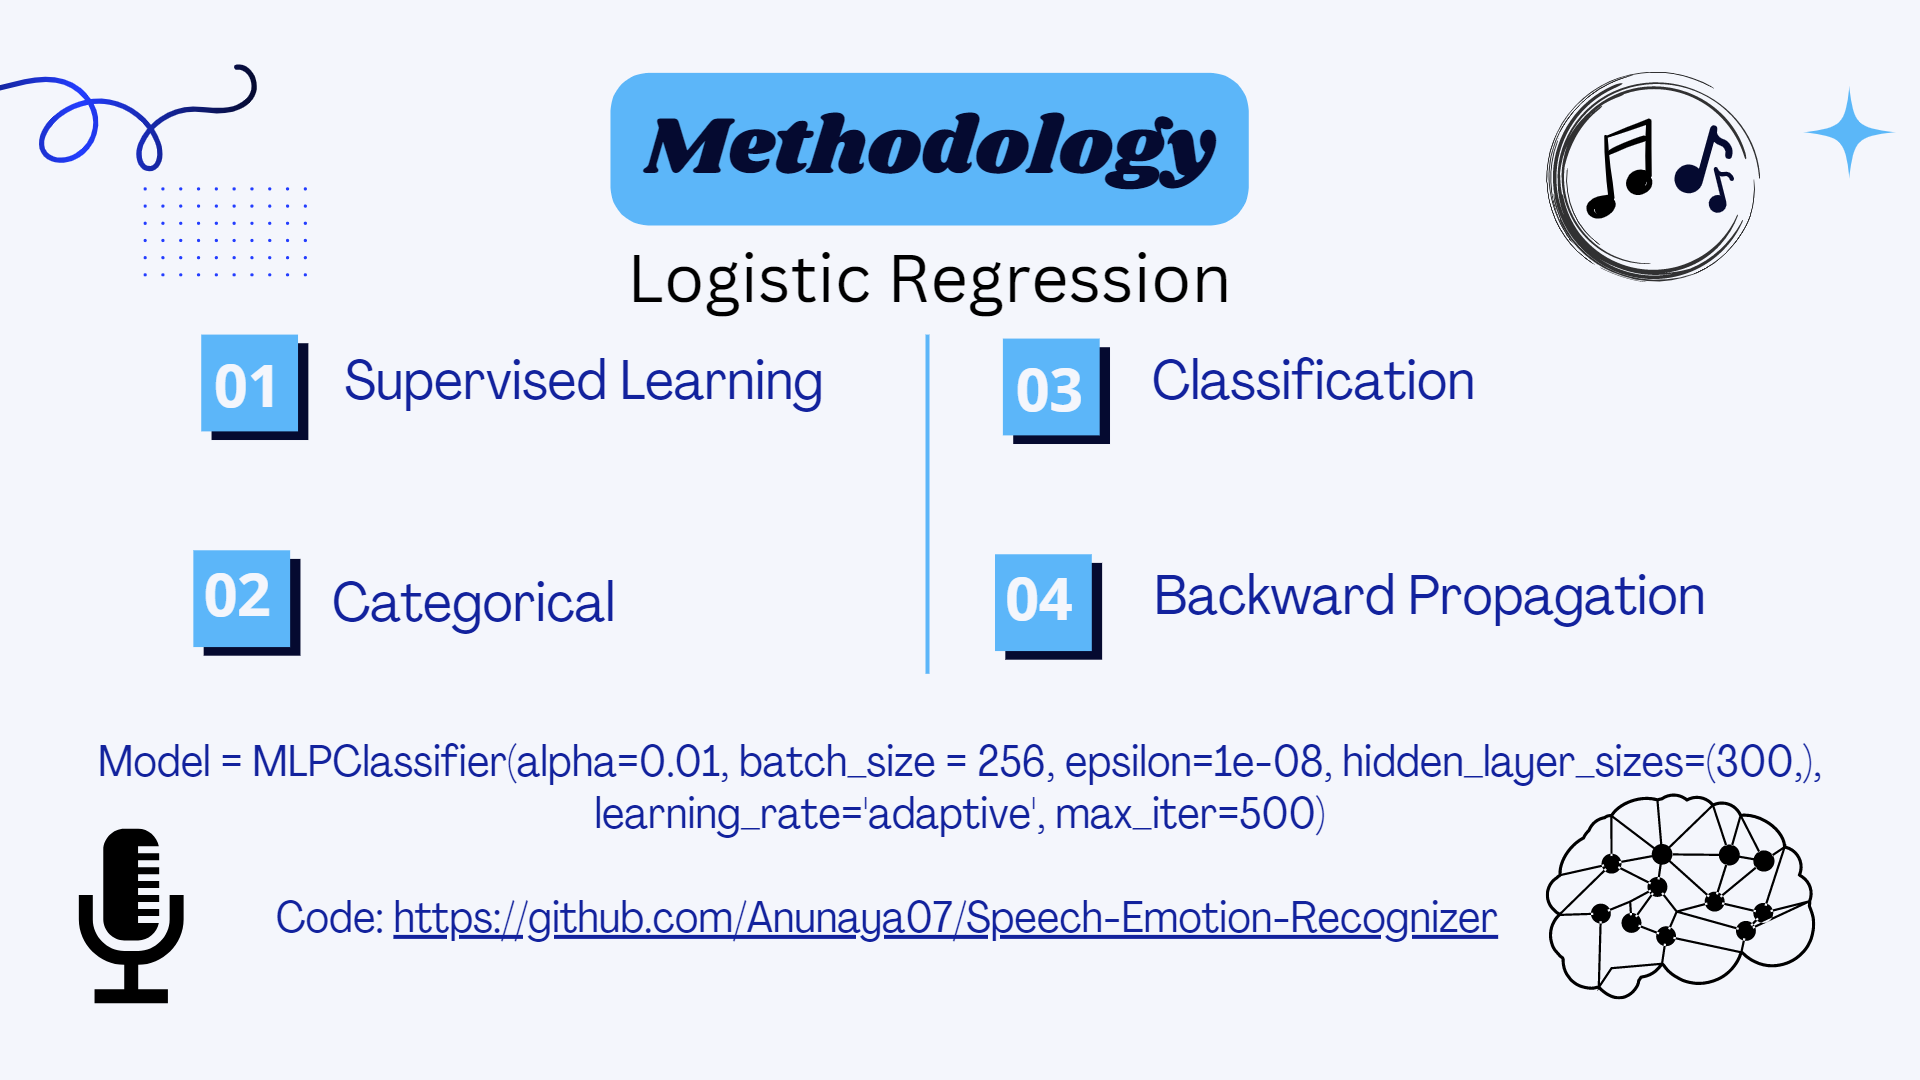 Methodology
Logistic Regression
01 Supervised Learning
02 Categorical
03 Classification
04 Backward Propagation
Model = MLPClassifier(alpha=0.01, batch_size = 256, epsilon=1e-08, hidden_layer_sizes=(300,),
learning_rate='adaptive', max_iter=500)
Code: https://github.com/Anunaya07/Speech-Emotion-Recognizer